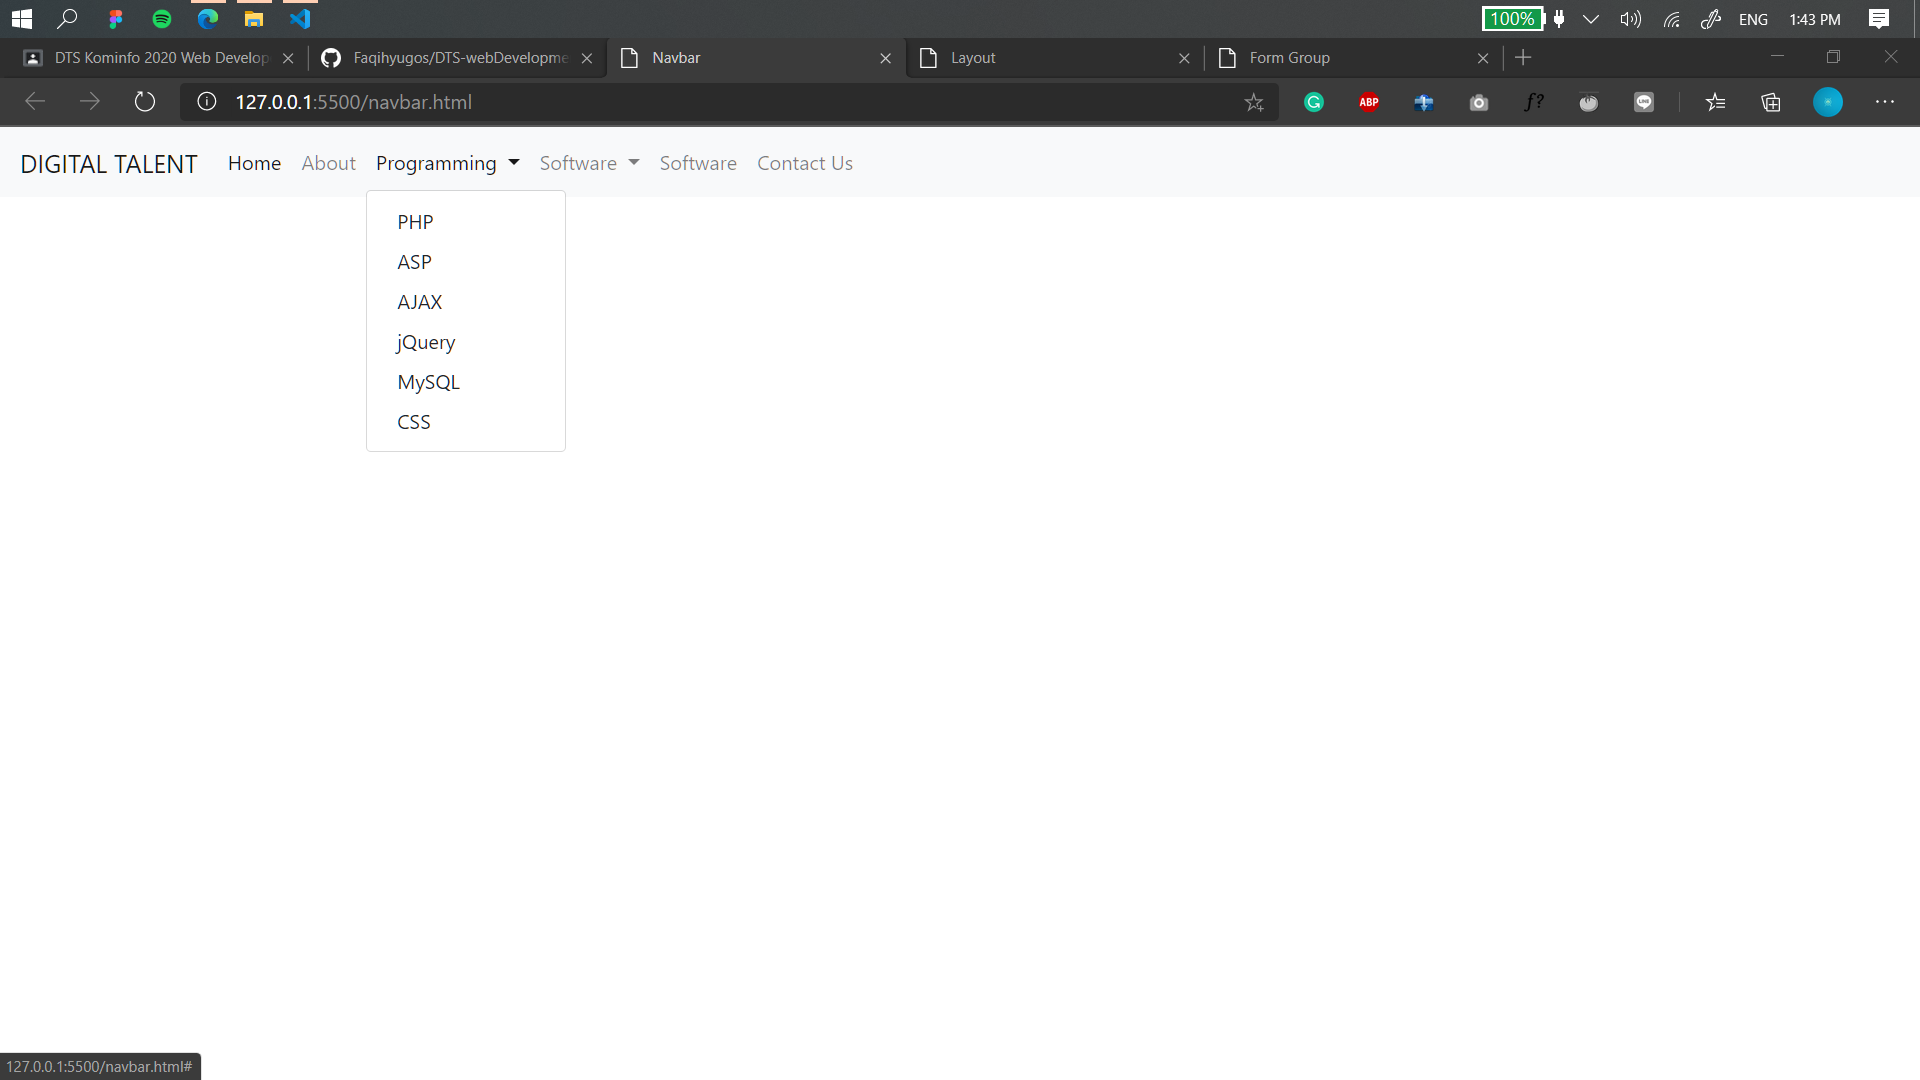 100% ENG 1:43 PM
DTS Kominfo 2020 Web Develop Faqihyugos/DTS-webDevelopme Navbar Layout Form Group
127.0.0.1:5500/navbar.html ABP f? LINE
DIGITAL TALENT Home About Programming Software Software Contact Us
PHP
ASP
AJAX
jQuery
MySQL
CSS
127.0.0.1:5500/navbar.html#